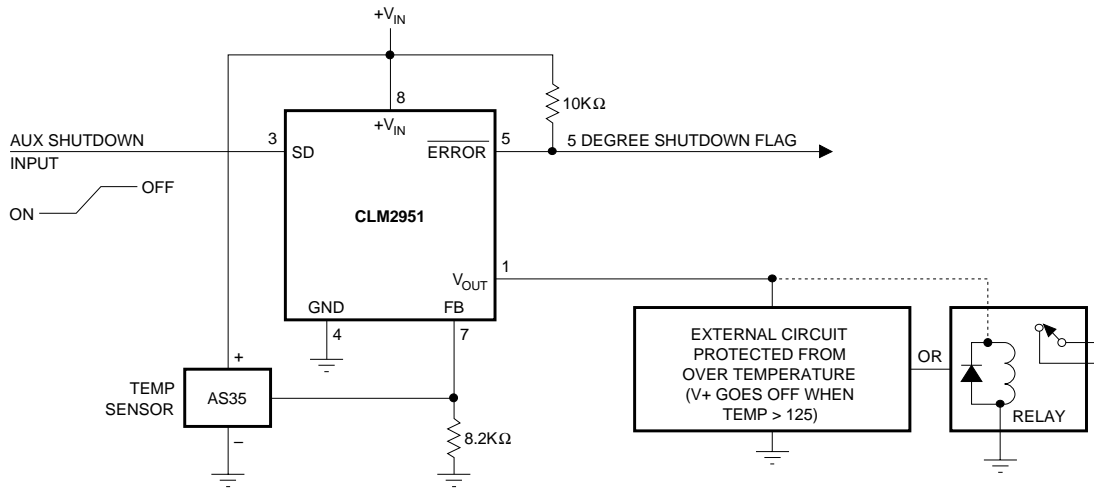 +VIN
8
+VIN
10KΩ
AUX SHUTDOWN
INPUT
3
SD
ERROR
5
5 DEGREE SHUTDOWN FLAG
OFF
ON
CLM2951
VOUT
1
GND
FB
4
7
EXTERNAL CIRCUIT
PROTECTED FROM
OVER TEMPERATURE
(V+ GOES OFF WHEN
TEMP > 125)
OR
RELAY
+
TEMP
SENSOR
AS35
–
8.2KΩ